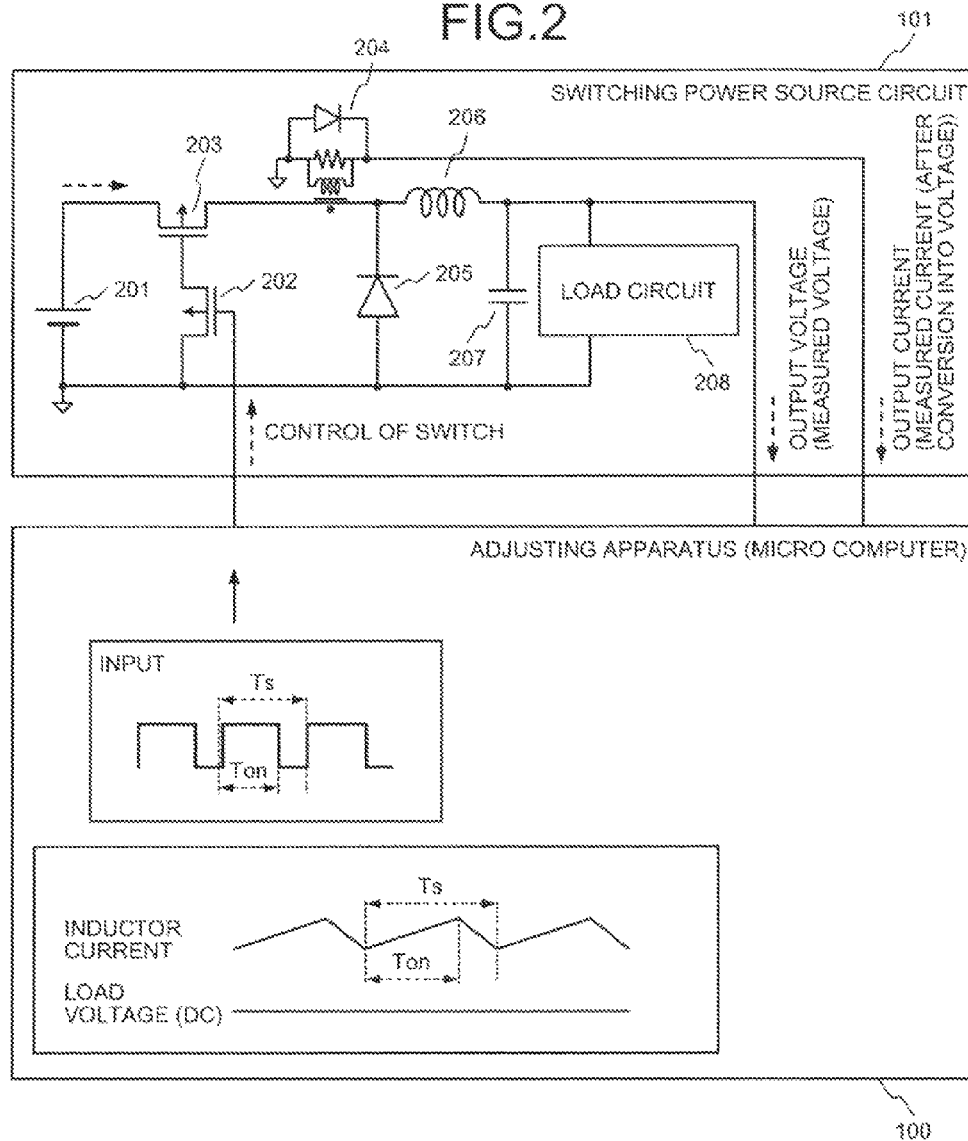 FIG.2
101
204
SWITCHING POWER SOURCE CIRCUIT
206
203
201
202
205
207
LOAD CIRCUIT
208
OUTPUT VOLTAGE
(MEASURED VOLTAGE)
OUTPUT CURRENT
(MEASURED CURRENT (AFTER
CONVERSION INTO VOLTAGE))
CONTROL OF SWITCH
ADJUSTING APPARATUS (MICRO COMPUTER)
INPUT
Ts
Ton
Ts
INDUCTOR
CURRENT
Ton
LOAD
VOLTAGE (DC)
100